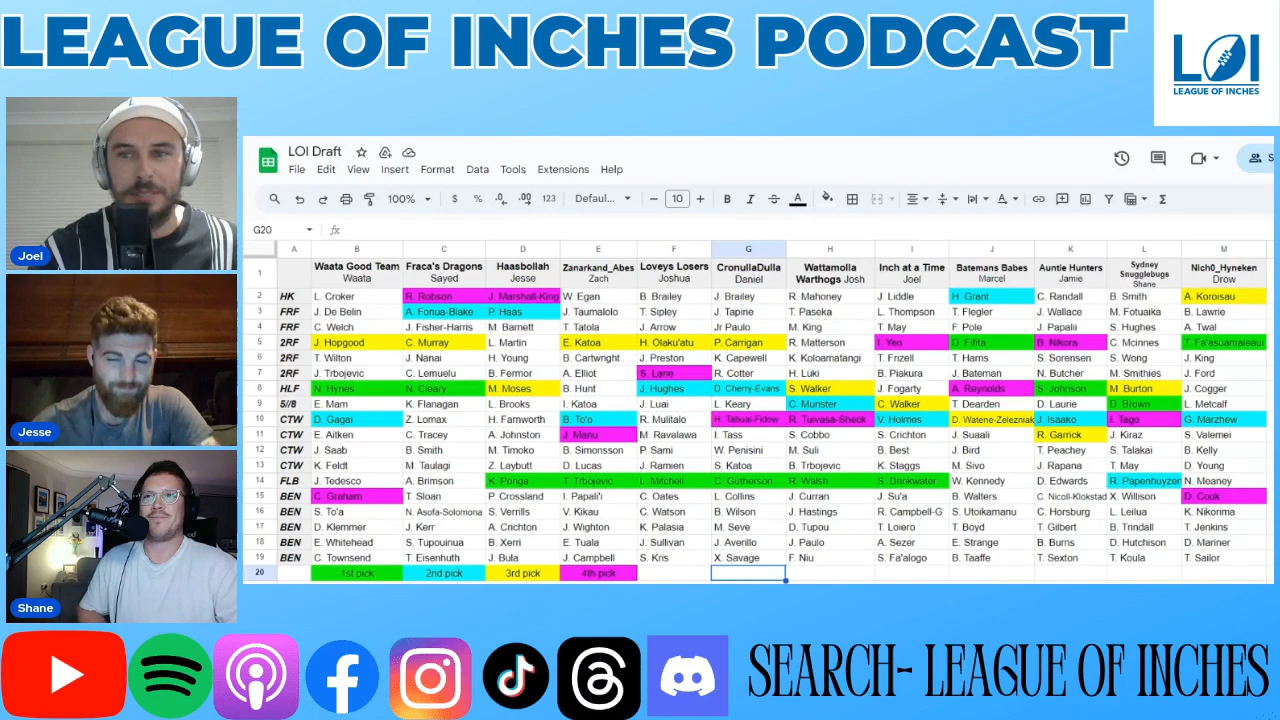 LEAGUE OF INCHES PODCAST
LOI
LEAGUE OF INCHES
Joel
Jesse
Shane
LOI Draft
File Edit View Insert Format Data Tools Extensions Help
100% $ % .0 .00 123 Defaul... 10 B I A Σ
G20 fx
A B C D E F G H I J K L M
1 Waata Good Team Fraca's Dragons Haasbollah Zanarkand_Abes Loveys Losers CronullaDulla Wattamolla Warthogs Josh Inch at a Time Batemans Babes Auntie Hunters Sydney Snugglebugs Nich0_Hyneken
Waata Sayed Jesse Zach Joshua Daniel Joel Marcel Jamie Shane Drow
2 HK L. Croker R. Robson J. Marshall-King W. Egan B. Brailey J. Brailey R. Mahoney J. Liddle H. Grant C. Randall B. Smith A. Koroisau
3 FRF J. De Belin A. Fonua-Blake P. Haas J. Taumalolo T. Sipley J. Tapine T. Paseka L. Thompson T. Flegler J. Wallace M. Fotuaika B. Lawrie
4 FRF C. Welch J. Fisher-Harris M. Barnett T. Tatola J. Arrow Jr Paulo M. King T. May F. Pole J. Papalii S. Hughes A. Twal
5 2RF J. Hopgood C. Murray L. Martin E. Katoa H. Olaku'atu P. Carrigan R. Matterson I. Yeo D. Fifita B. Nikora C. Mcinnes T. Fa'asuamaleaui
6 2RF T. Wilton J. Nanai H. Young B. Cartwright J. Preston K. Capewell K. Koloamatangi T. Frizell T. Harris S. Sorensen S. Wong J. King
7 2RF J. Trbojevic C. Lemuelu B. Fermor A. Elliot S. Lane R. Cotter H. Luki B. Piakura J. Bateman N. Butcher M. Smithies J. Ford
8 HLF N. Hynes N. Cleary M. Moses B. Hunt J. Hughes D. Cherry-Evans S. Walker J. Fogarty A. Reynolds S. Johnston M. Burton J. Cogger
9 5//8 E. Mam K. Flanagan L. Brooks I. Katoa J. Luai L. Keary C. Munster C. Walker T. Dearden D. Laurie D. Brown L. Metcalf
10 CTW D. Gagai Z. Lomax H. Farnworth B. To'o R. Mulitalo H. Tabuai-Fidow R. Tuivasa-Sheck V. Holmes D. Watene-Zelezniak J. Isaako I. Tago G. Marzhew
11 CTW E. Aitken C. Tracey A. Johnston J. Manu M. Ravalawa I. Tass S. Cobbo S. Crichton J. Suaali R. Garrick J. Kiraz S. Valemei
12 CTW J. Saab B. Smith M. Timoko B. Simonsson P. Sami W. Penisini M. Suli B. Best J. Bird T. Peachey S. Talakai B. Kelly
13 CTW K. Feldt M. Taulagi Z. Laybutt D. Lucas J. Ramien S. Katoa B. Trbojevic K. Staggs M. Sivo J. Rapana T. May D. Young
14 FLB J. Tedesco A. Brimson K. Ponga T. Trbojevic L. Mitchell C. Gutherson R. Walsh S. Drinkwater W. Kennedy D. Edwards R. Papenhuyzen N. Meaney
15 BEN C. Graham T. Sloan P. Crossland I. Papali'i C. Oates L. Collins J. Curran J. Su'a B. Walters C. Nicoll-Klokstad X. Willison D. Cook
16 BEN S. To'a N. Asofa-Solomona S. Verrills V. Kikau C. Watson B. Wilson J. Hastings R. Campbell-G S. Utoikamanu C. Horsburg L. Leilua K. Nikorima
17 BEN D. Klemmer J. Kerr A. Crichton J. Wighton K. Palasia M. Seve D. Tupou T. Loiero T. Boyd T. Gilbert B. Trindall T. Jenkins
18 BEN E. Whitehead S. Tupouinua B. Xerri E. Tuala J. Sullivan J. Averillo J. Paulo A. Sezer E. Strange B. Burns D. Hutchison D. Mariner
19 BEN C. Townsend T. Eisenhuth J. Bula J. Campbell S. Kris X. Savage F. Niu S. Fa'alogo B. Taaffe T. Sexton T. Koula T. Sailor
20 1st pick 2nd pick 3rd pick 4th pick
SEARCH- LEAGUE OF INCHES